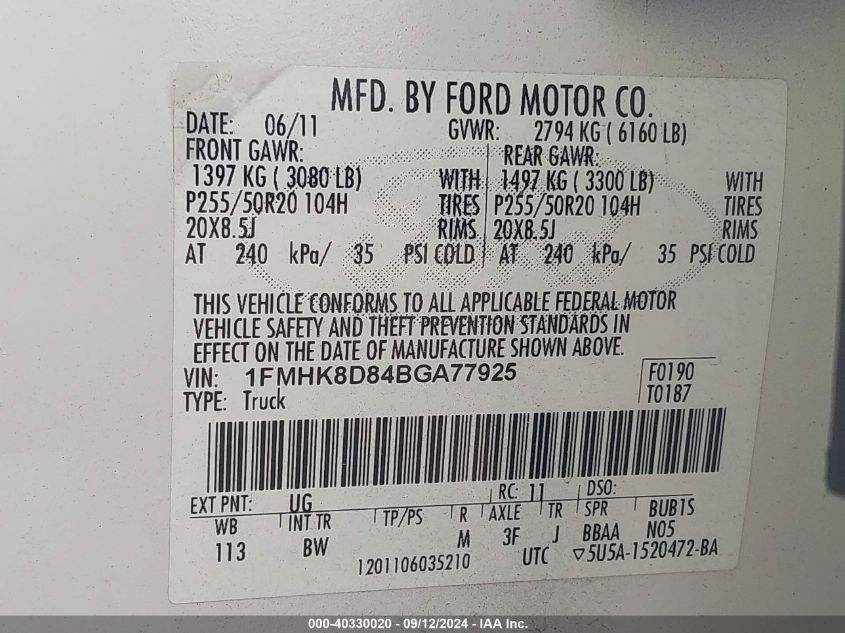 MFD. BY FORD MOTOR CO.
DATE: 06/11 GVWR: 2794 KG ( 6160 LB)
FRONT GAWR: REAR GAWR:
1397 KG ( 3080 LB) WITH 1497 KG ( 3300 LB) WITH
P255/50R20 104H TIRES P255/50R20 104H TIRES
20X8.5J RIMS 20X8.5J RIMS
AT 240 kPa/ 35 PSI COLD AT 240 kPa/ 35 PSI COLD
THIS VEHICLE CONFORMS TO ALL APPLICABLE FEDERAL MOTOR
VEHICLE SAFETY AND THEFT PREVENTION STANDARDS IN
EFFECT ON THE DATE OF MANUFACTURE SHOWN ABOVE.
VIN: 1FMHK8D84BGA77925 F0190
TYPE: Truck T0187
EXT PNT: UG RC: 11 DSO:
WB INT TR TP/PS R AXLE TR SPR BUB1S
113 BW M 3F J BBAA N05
1201106035210 UTC ▽5U5A-1520472-BA
000-40330020 - 09/12/2024 - IAA Inc.